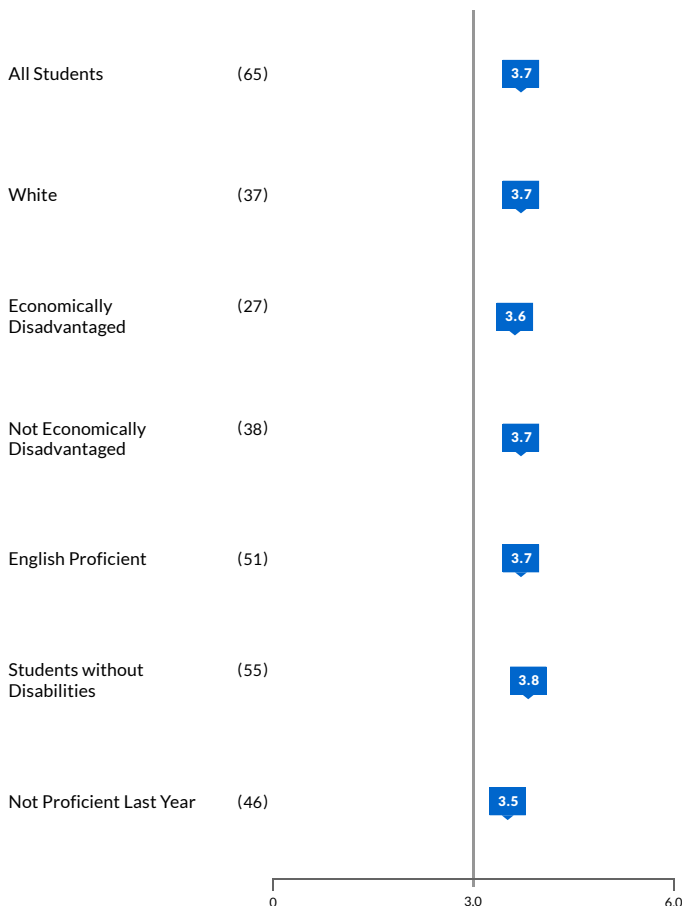 All Students (65) 3.7
White (37) 3.7
Economically (27)
Disadvantaged 3.6
Not Economically (38)
Disadvantaged 3.7
English Proficient (51) 3.7
Students without (55)
Disabilities 3.8
Not Proficient Last Year (46) 3.5
0 3.0 6.0